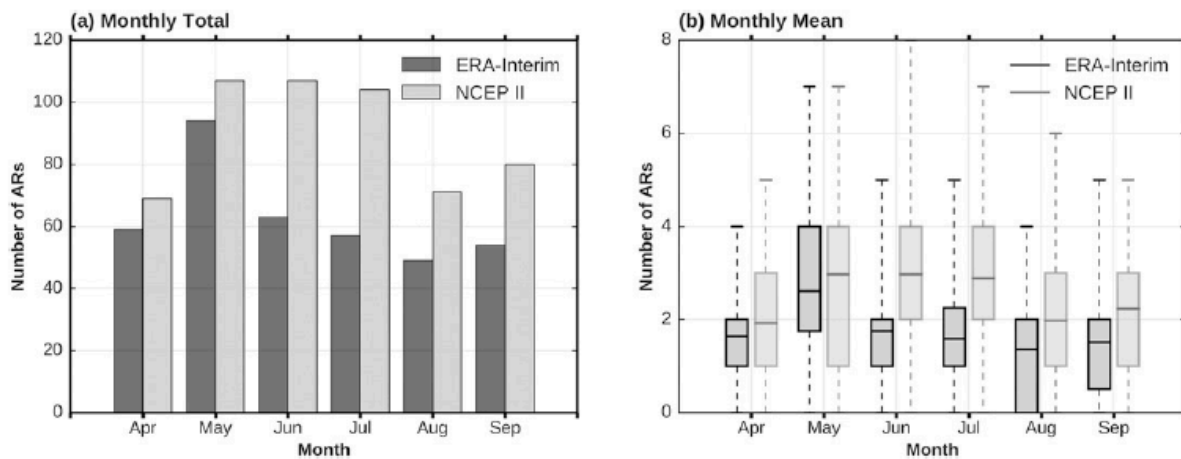 (a) Monthly Total
120
100
80
60
40
20
0
Number of ARs
ERA-Interim
NCEP II
Apr May Jun Jul Aug Sep
Month
(b) Monthly Mean
8
6
4
2
0
Number of ARs
ERA-Interim
NCEP II
Apr May Jun Jul Aug Sep
Month